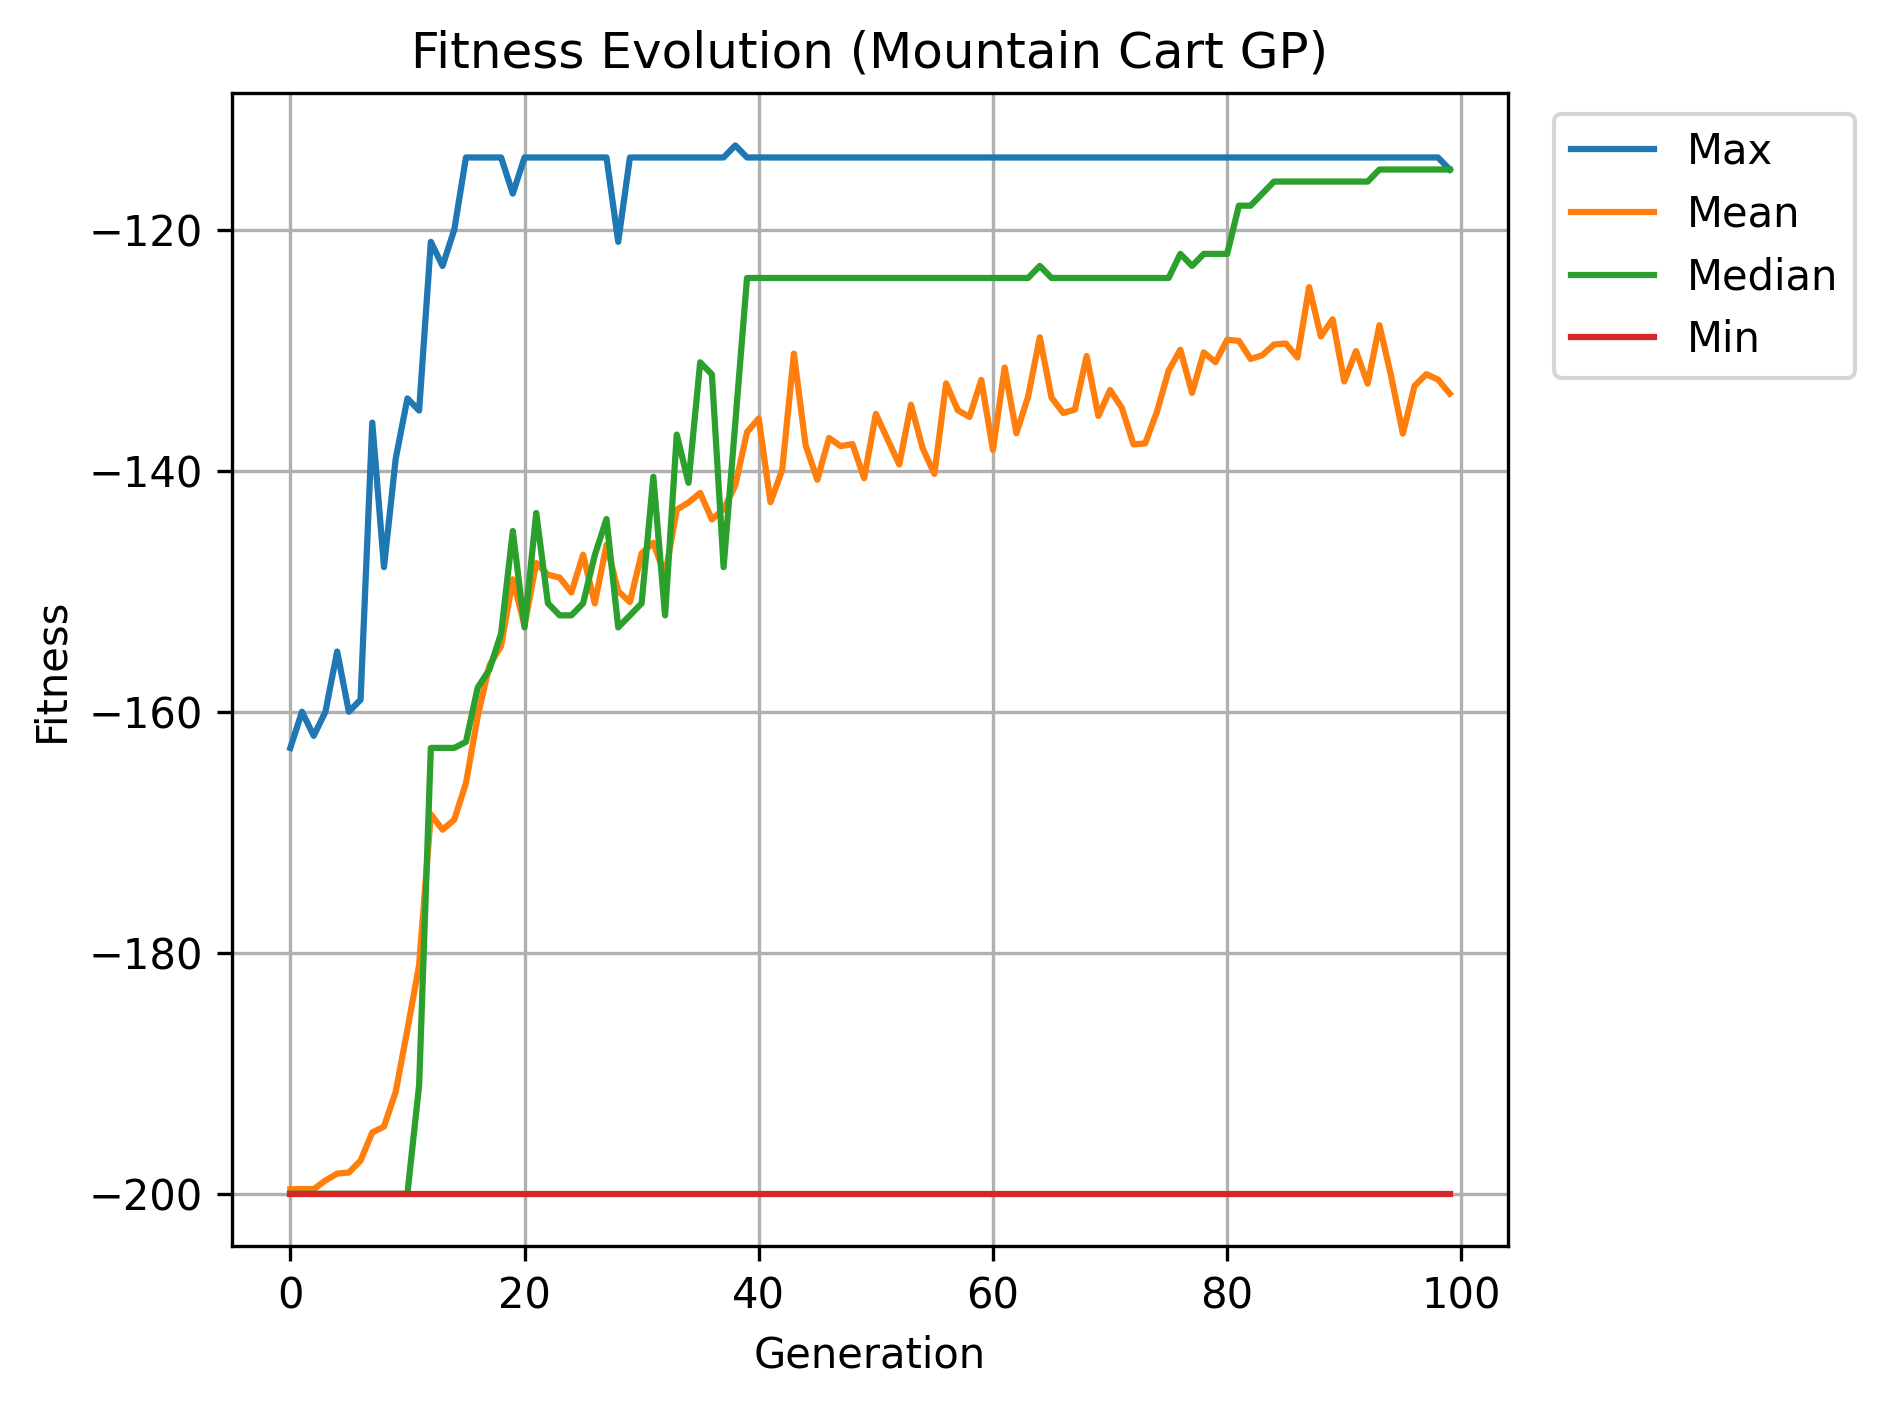 Fitness Evolution (Mountain Cart GP)
Max
Mean
Median
Min
−120
−140
−160
−180
−200
Fitness
0 20 40 60 80 100
Generation